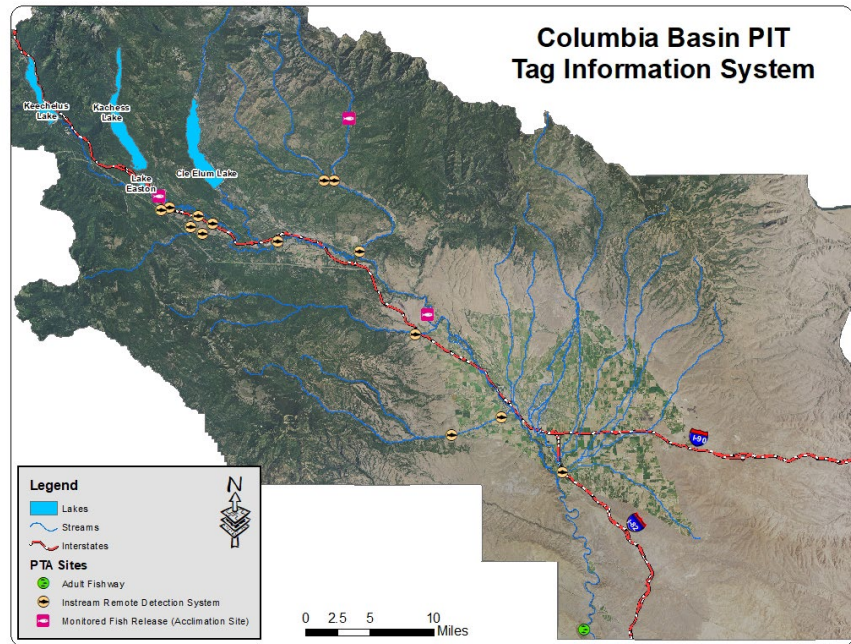 Columbia Basin PIT
Tag Information System
Keechelus
Lake
Kachess
Lake
Cle Elum Lake
Lake
Easton
I-90
I-82
Legend
Lakes
Streams
Interstates
PTA Sites
Adult Fishway
Instream Remote Detection System
Monitored Fish Release (Acclimation Site)
N
0 2.5 5 10
Miles